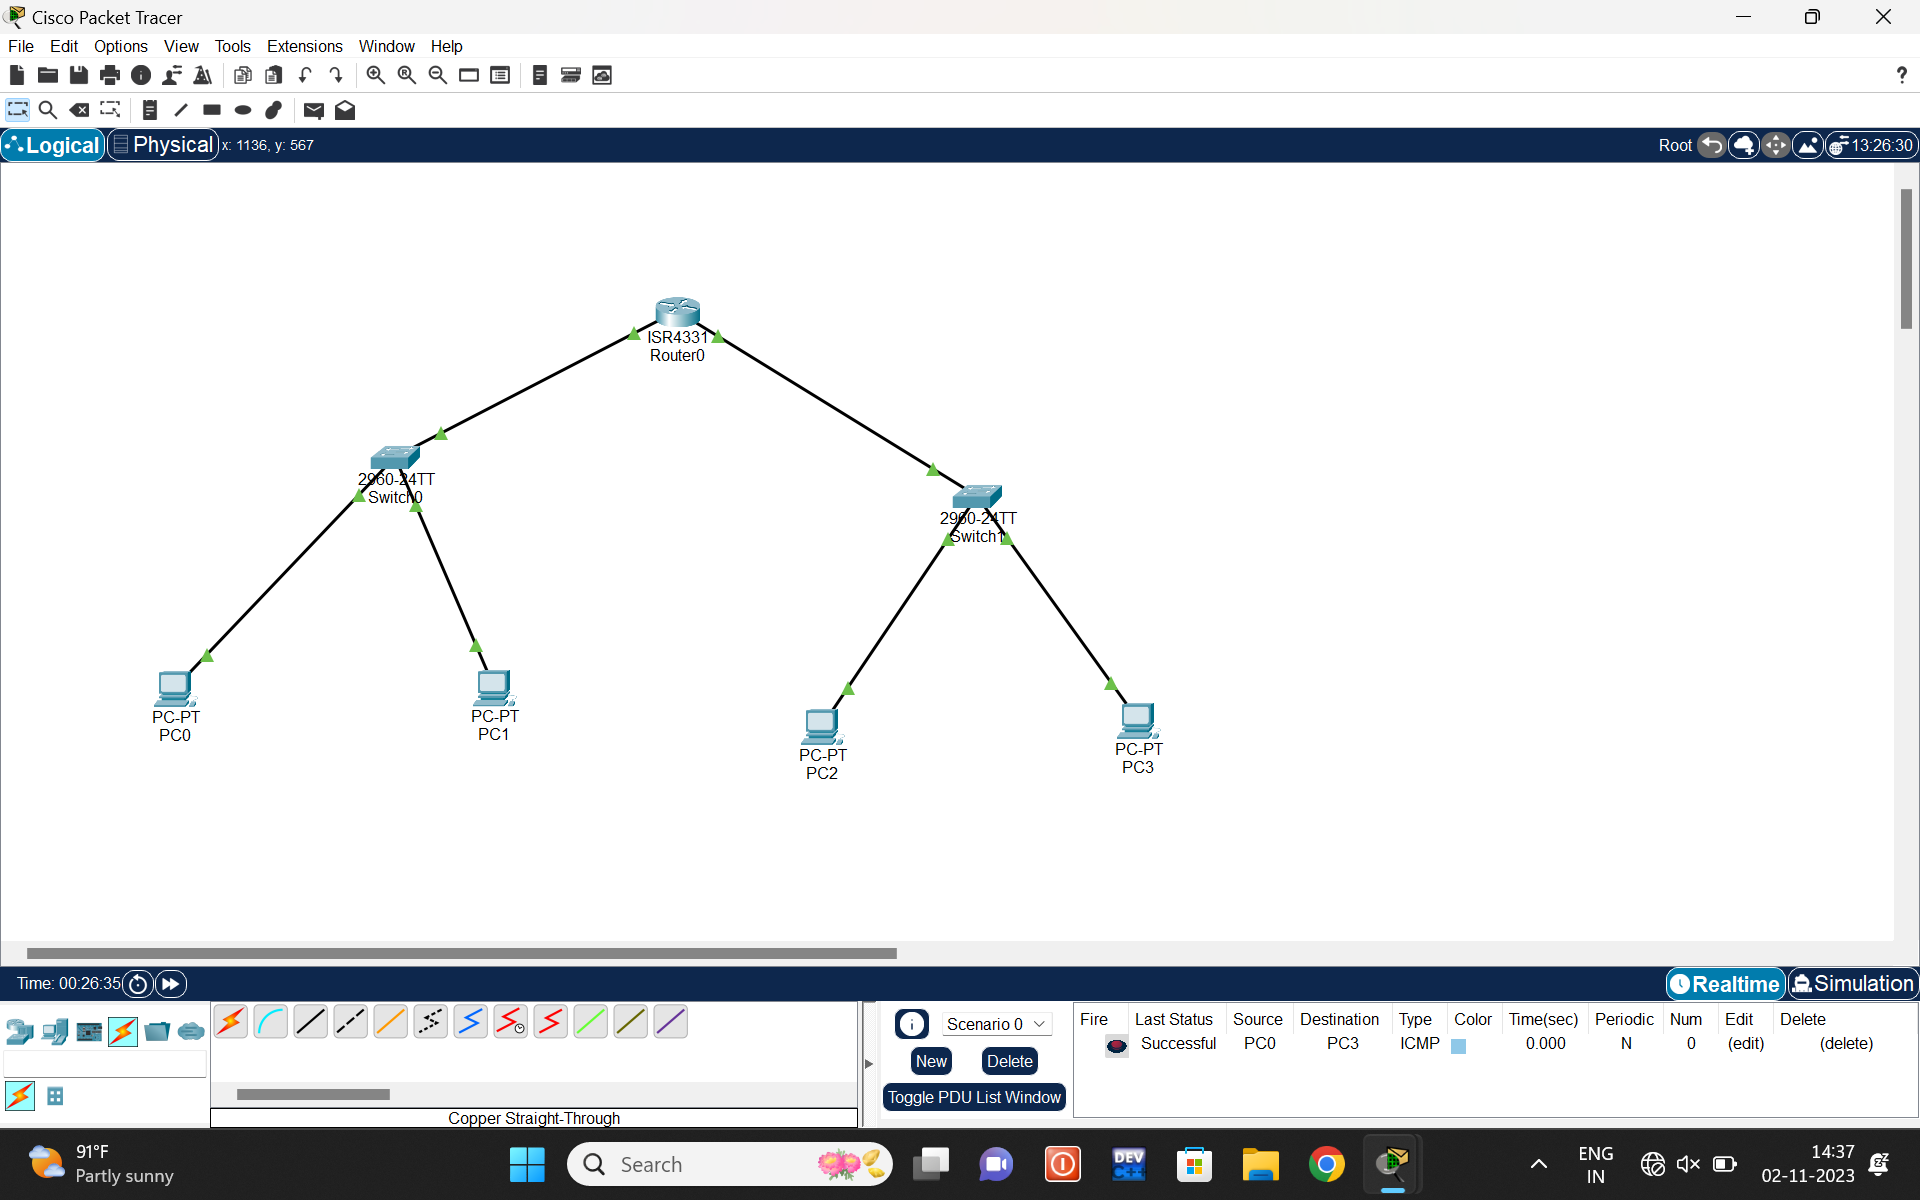 Cisco Packet Tracer
File Edit Options View Tools Extensions Window Help
?
Logical Physical x: 1136, y: 567 Root 13:26:30
ISR4331
Router0
2960-24TT
Switch0
2960-24TT
Switch1
PC-PT
PC0
PC-PT
PC1
PC-PT
PC2
PC-PT
PC3
Time: 00:26:35 Realtime Simulation
Scenario 0
New Delete
Toggle PDU List Window
Fire Last Status Source Destination Type Color Time(sec) Periodic Num Edit Delete
Successful PC0 PC3 ICMP 0.000 N 0 (edit) (delete)
Copper Straight-Through
91°F
Partly sunny
Search
DEV
C++
ENG
IN
14:37
02-11-2023